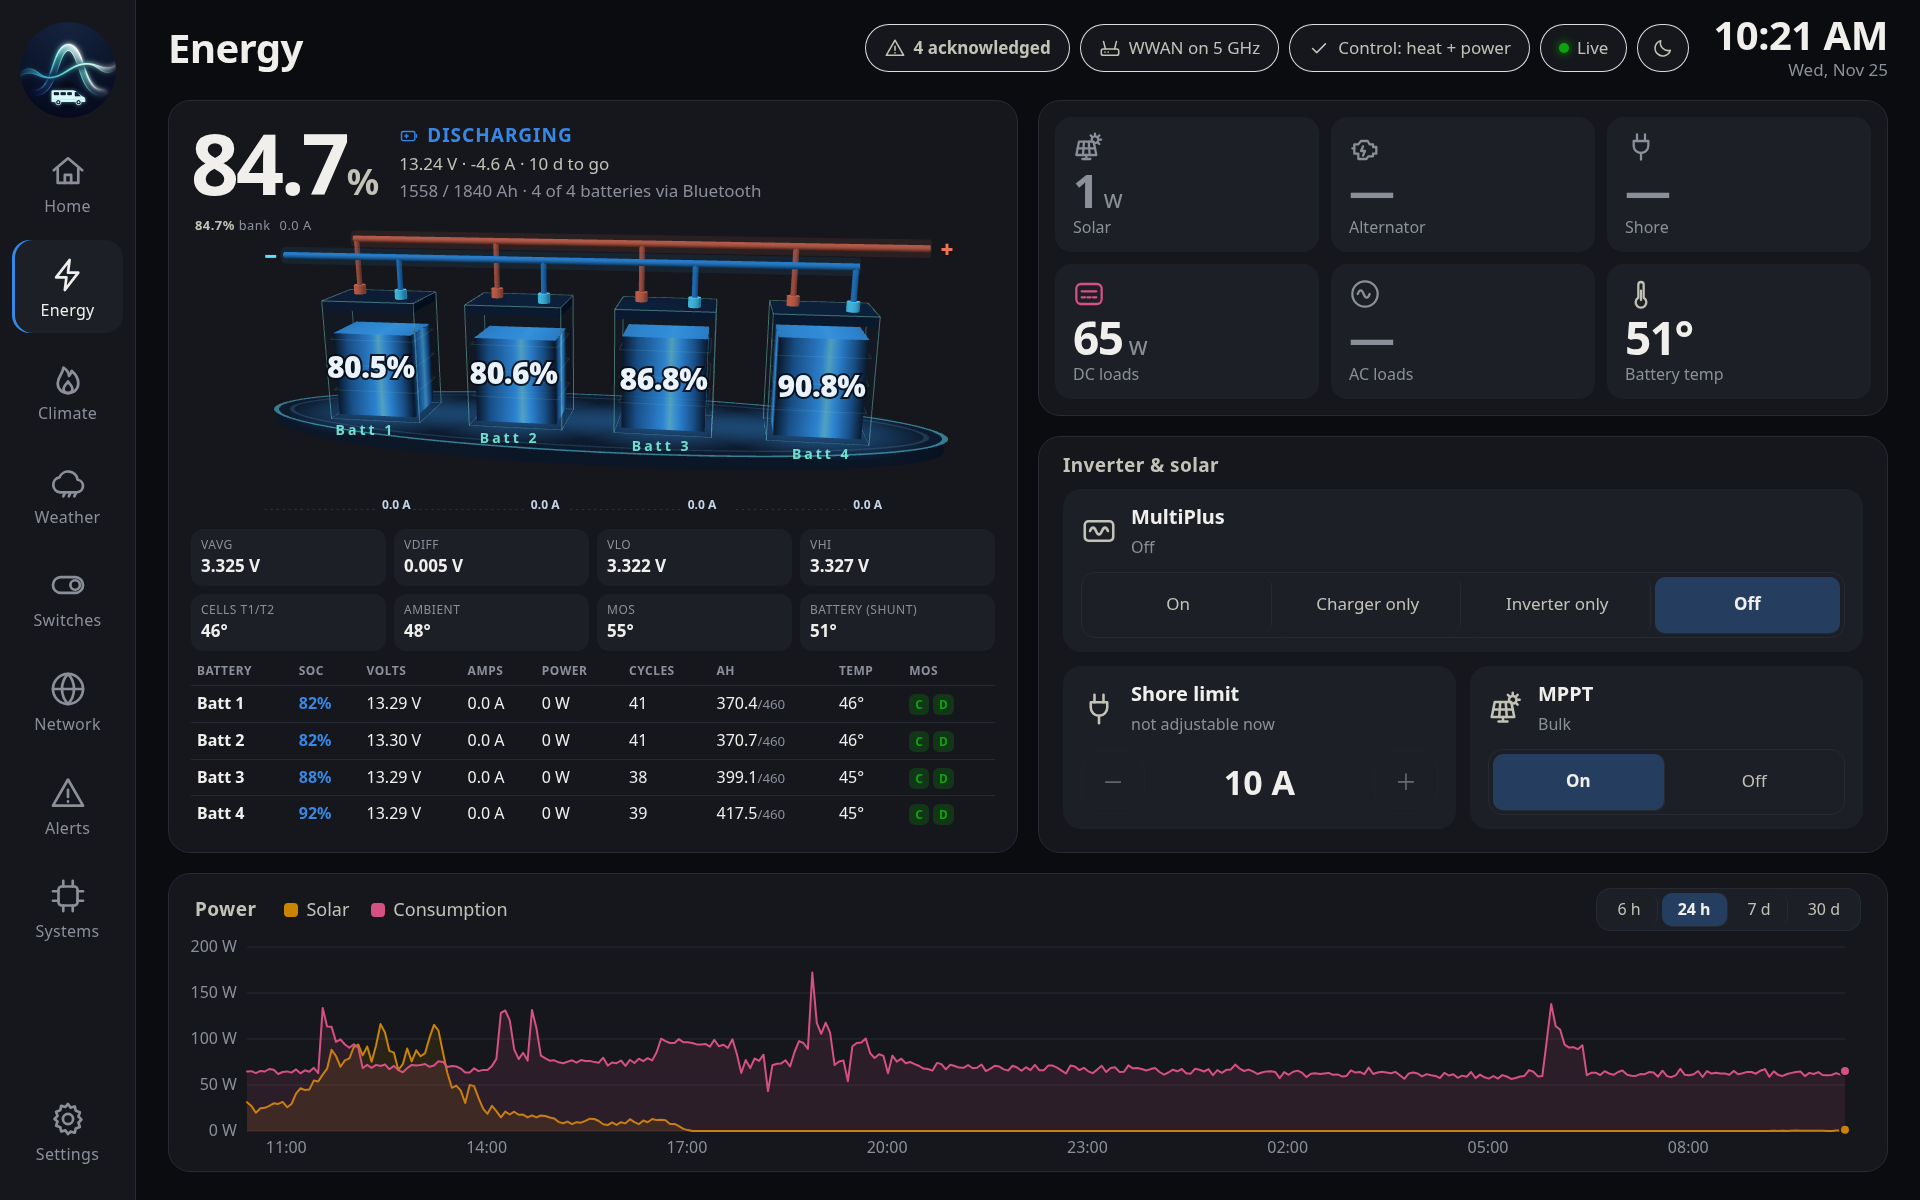 Energy
4 acknowledged
WWAN on 5 GHz
Control: heat + power
Live
10:21 AM
Wed, Nov 25
Home
Energy
Climate
Weather
Switches
Network
Alerts
Systems
Settings
84.7%
DISCHARGING
13.24 V · -4.6 A · 10 d to go
1558 / 1840 Ah · 4 of 4 batteries via Bluetooth
84.7% bank 0.0 A
− +
80.5% 80.6% 86.8% 90.8%
Batt 1 Batt 2 Batt 3 Batt 4
0.0 A 0.0 A 0.0 A 0.0 A
VAVG VDIFF VLO VHI
3.325 V 0.005 V 3.322 V 3.327 V
CELLS T1/T2 AMBIENT MOS BATTERY (SHUNT)
46° 48° 55° 51°
BATTERY SOC VOLTS AMPS POWER CYCLES AH TEMP MOS
Batt 1 82% 13.29 V 0.0 A 0 W 41 370.4/460 46° C D
Batt 2 82% 13.30 V 0.0 A 0 W 41 370.7/460 46° C D
Batt 3 88% 13.29 V 0.0 A 0 W 38 399.1/460 45° C D
Batt 4 92% 13.29 V 0.0 A 0 W 39 417.5/460 45° C D
1 W — —
Solar Alternator Shore
65 W — 51°
DC loads AC loads Battery temp
Inverter & solar
MultiPlus
Off
On Charger only Inverter only Off
Shore limit
not adjustable now
− 10 A +
MPPT
Bulk
On Off
Power Solar Consumption
6 h 24 h 7 d 30 d
200 W
150 W
100 W
50 W
0 W
11:00 14:00 17:00 20:00 23:00 02:00 05:00 08:00